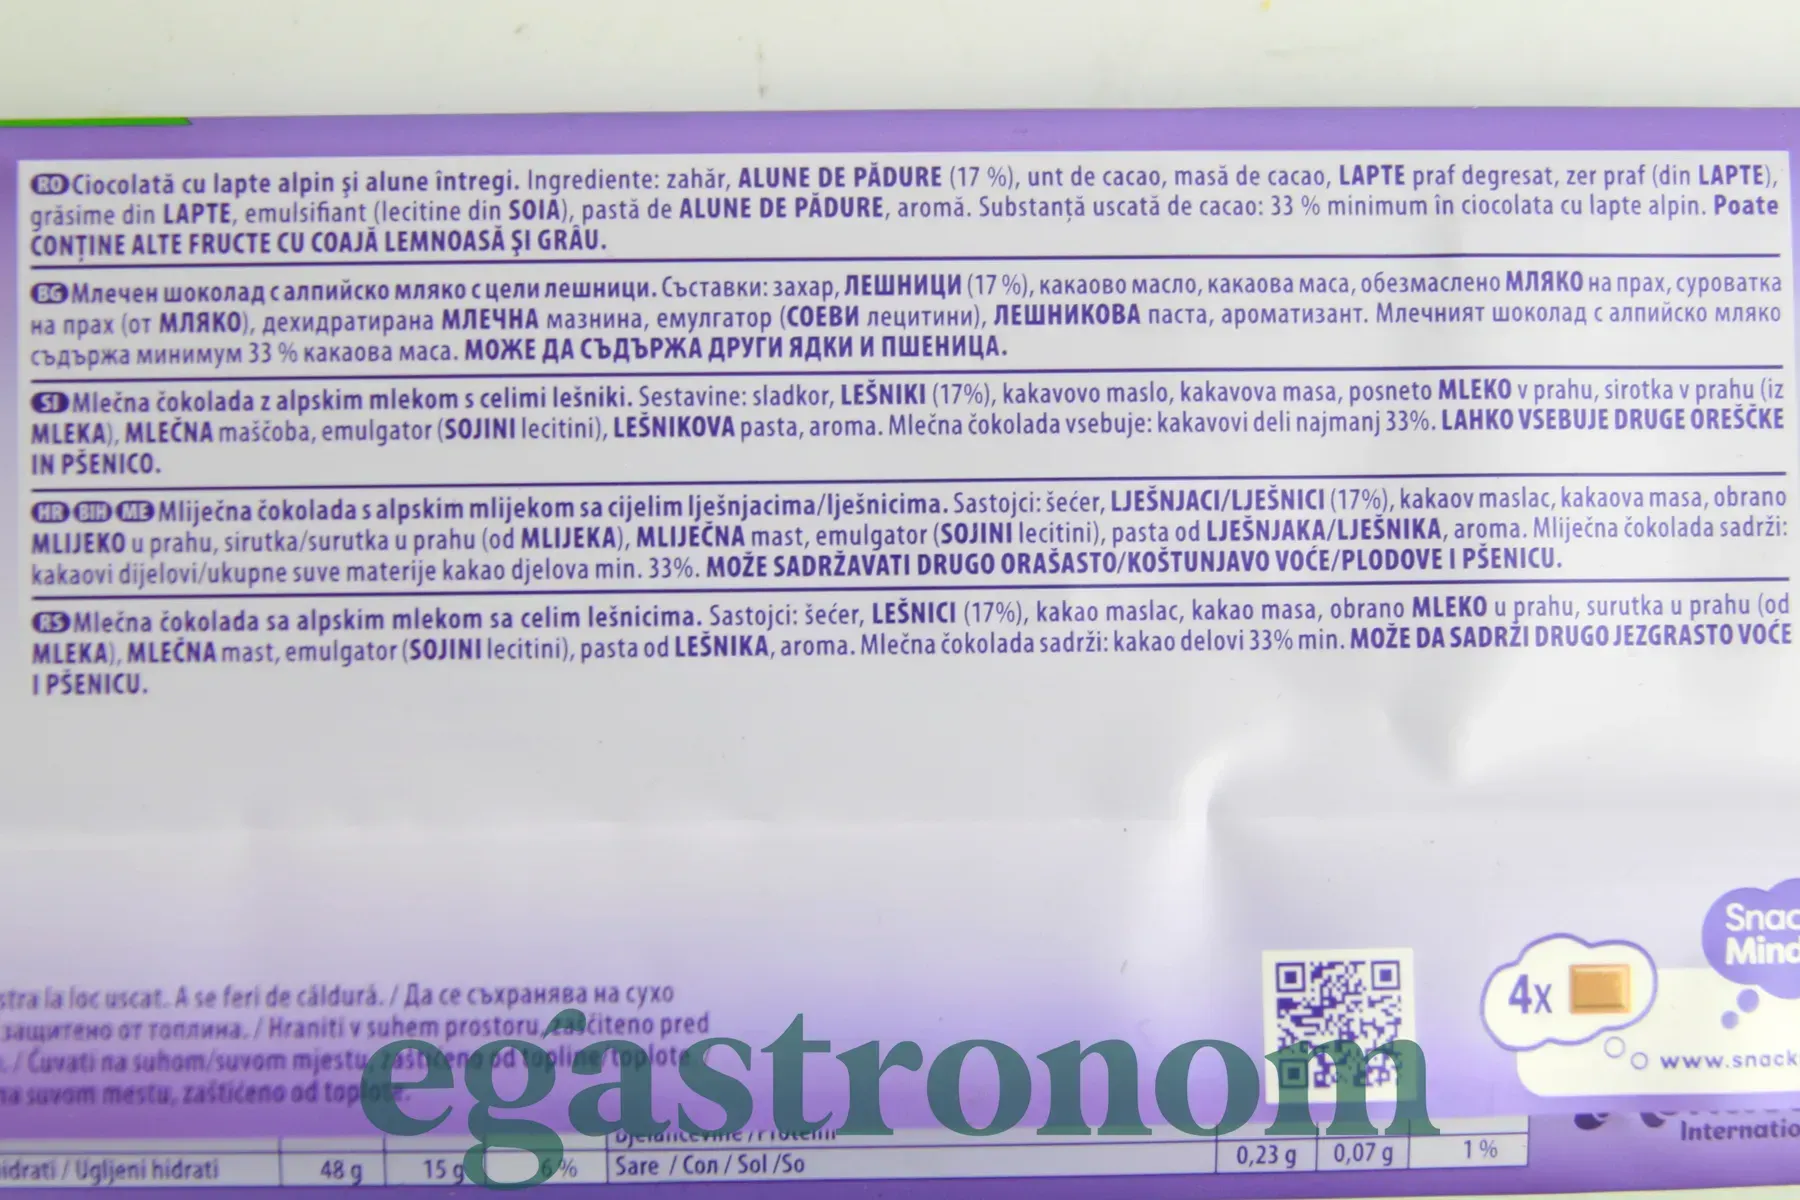 RO Ciocolată cu lapte alpin și alune întregi. Ingrediente: zahăr, ALUNE DE PĂDURE (17 %), unt de cacao, masă de cacao, LAPTE praf degresat, zer praf (din LAPTE),
grăsime din LAPTE, emulsifiant (lecitine din SOIA), pastă de ALUNE DE PĂDURE, aromă. Substanță uscată de cacao: 33 % minimum în ciocolata cu lapte alpin. Poate
CONȚINE ALTE FRUCTE CU COAJĂ LEMNOASĂ ȘI GRÂU.
BG Млечен шоколад с алпийско мляко с цели лешници. Съставки: захар, ЛЕШНИЦИ (17 %), какаово масло, какаова маса, обезмаслено МЛЯКО на прах, суроватка
на прах (от МЛЯКО), дехидратирана МЛЕЧНА мазнина, емулгатор (СОЕВИ лецитини), ЛЕШНИКОВА паста, ароматизант. Млечният шоколад с алпийско мляко
съдържа минимум 33 % какаова маса. МОЖЕ ДА СЪДЪРЖА ДРУГИ ЯДКИ И ПШЕНИЦА.
SI Mlečna čokolada z alpskim mlekom s celimi lešniki. Sestavine: sladkor, LEŠNIKI (17%), kakavovo maslo, kakavova masa, posneto MLEKO v prahu, sirotka v prahu (iz
MLEKA), MLEČNA maščoba, emulgator (SOJINI lecitini), LEŠNIKOVA pasta, aroma. Mlečna čokolada vsebuje: kakavovi deli najmanj 33%. LAHKO VSEBUJE DRUGE OREŠČKE
IN PŠENICO.
HR BIH ME Mliječna čokolada s alpskim mlijekom sa cijelim lješnjacima/lješnicima. Sastojci: šećer, LJEŠNJACI/LJEŠNICI (17%), kakaov maslac, kakaova masa, obrano
MLIJEKO u prahu, sirutka/surutka u prahu (od MLIJEKA), MLIJEČNA mast, emulgator (SOJINI lecitini), pasta od LJEŠNJAKA/LJEŠNIKA, aroma. Mliječna čokolada sadrži:
kakaovi dijelovi/ukupne suve materije kakao djelova min. 33%. MOŽE SADRŽAVATI DRUGO ORAŠASTO/KOŠTUNJAVO VOĆE/PLODOVE I PŠENICU.
RS Mlečna čokolada sa alpskim mlekom sa celim lešnicima. Sastojci: šećer, LEŠNICI (17%), kakao maslac, kakao masa, obrano MLEKO u prahu, surutka u prahu (od
MLEKA), MLEČNA mast, emulgator (SOJINI lecitini), pasta od LEŠNIKA, aroma. Mlečna čokolada sadrži: kakao delovi 33% min. MOŽE DA SADRŽI DRUGO JEZGRASTO VOĆE
I PŠENICU.
Snac
Mind
4x
stra la loc uscat. A se feri de căldură. / Да се съхранява на сухо
защитено от топлина. / Hraniti v suhem prostoru, zaščiteno pred
/ Čuvati na suhom/suvom mjestu, zaštićeno od topline/toplote. /
na suvom mestu, zaštićeno od toplote.
www.snack
egastronom
Internatio
idrati / Ugljeni hidrati 48 g 15 g 6 % Sare / Сол / Sol /So 0,23 g 0,07 g 1 %